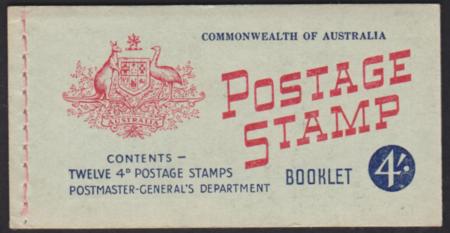 COMMONWEALTH OF AUSTRALIA
POSTAGE
STAMP
BOOKLET 4/-
AUSTRALIA
CONTENTS –
TWELVE 4ᴰ POSTAGE STAMPS
POSTMASTER-GENERAL'S DEPARTMENT